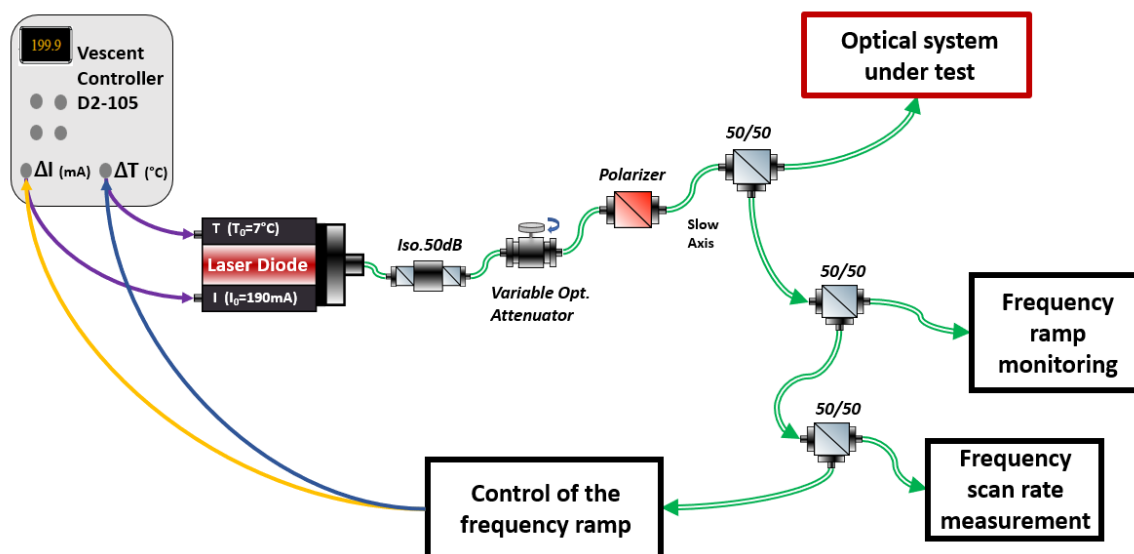 199.9
Vescent
Controller
D2-105
ΔI (mA)
ΔT (°C)
T (T₀=7°C)
Laser Diode
I (I₀=190mA)
Iso.50dB
Variable Opt.
Attenuator
Polarizer
Slow
Axis
50/50
Optical system
under test
50/50
Frequency
ramp
monitoring
50/50
Frequency
scan rate
measurement
Control of the
frequency ramp